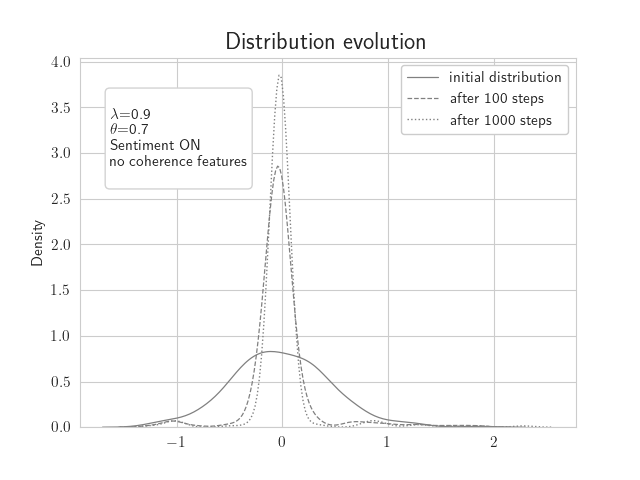 Distribution evolution
4.0
3.5
3.0
2.5
2.0
1.5
1.0
0.5
0.0
Density
λ=0.9
θ=0.7
Sentiment ON
no coherence features
initial distribution
after 100 steps
after 1000 steps
−1 0 1 2